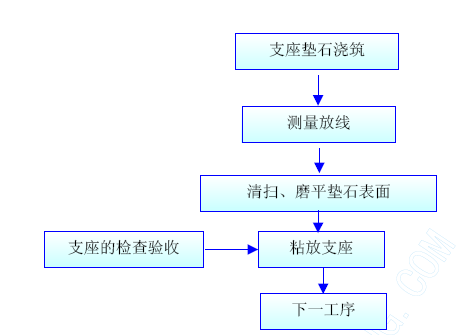 支座垫石浇筑
测量放线
清扫、磨平垫石表面
支座的检查验收
粘放支座
下一工序